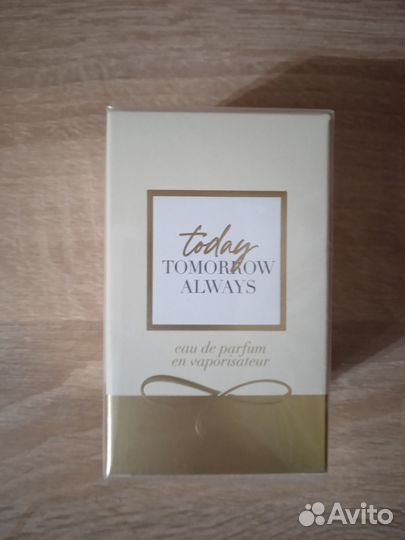 today
TOMORROW
ALWAYS
eau de parfum
en vaporisateur
Avito